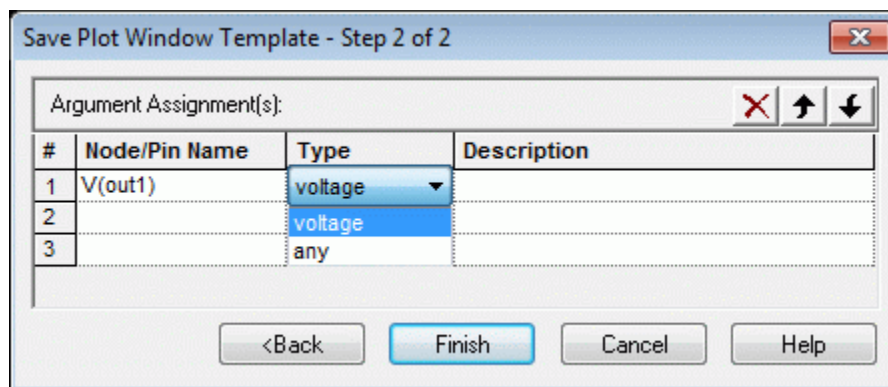 Save Plot Window Template - Step 2 of 2
Argument Assignment(s):
# Node/Pin Name Type Description
1 V(out1) voltage
2 voltage
3 any
<Back Finish Cancel Help